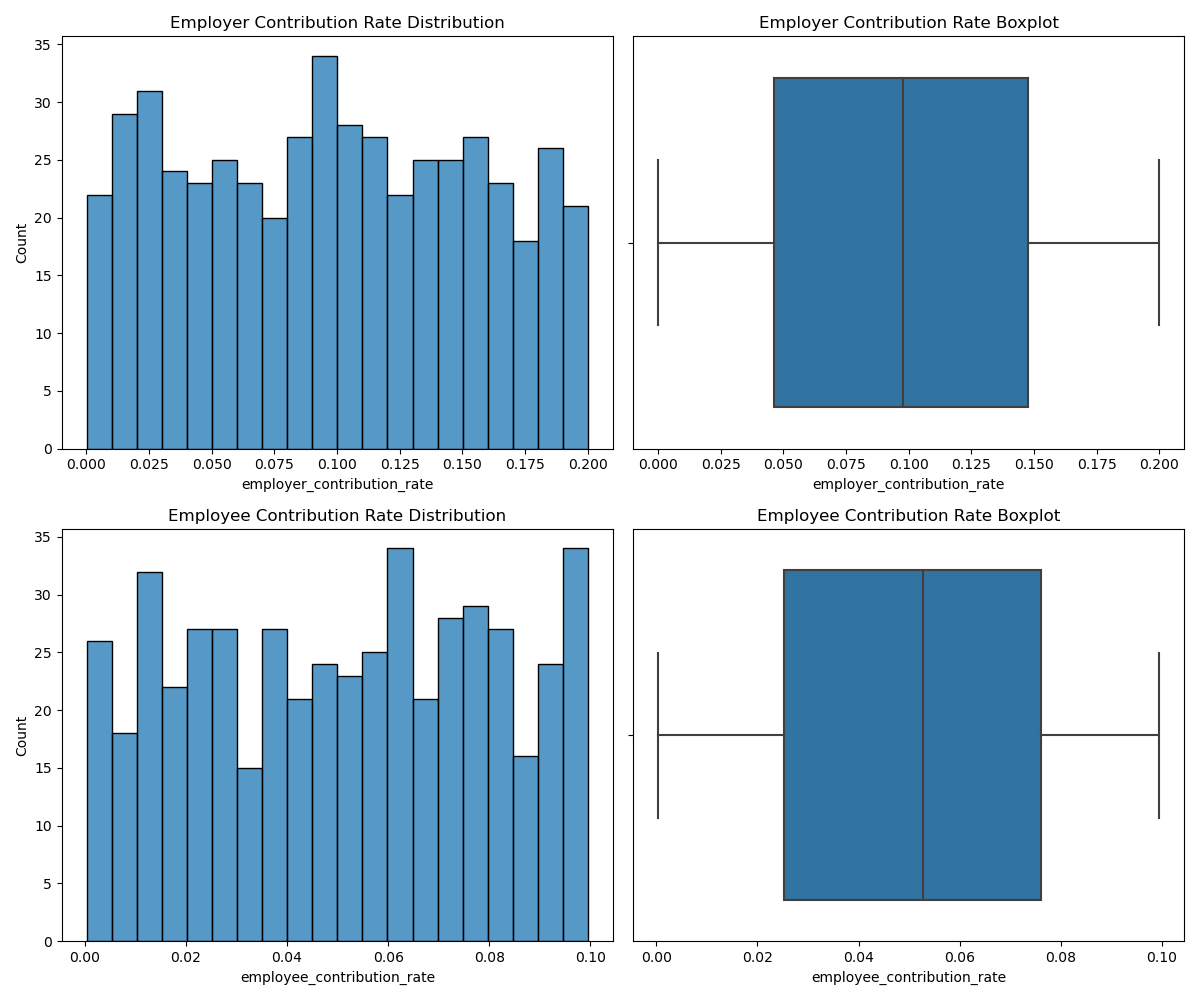 Employer Contribution Rate Distribution
35
30
25
20
15
10
5
0
Count
0.000 0.025 0.050 0.075 0.100 0.125 0.150 0.175 0.200
employer_contribution_rate
Employer Contribution Rate Boxplot
0.000 0.025 0.050 0.075 0.100 0.125 0.150 0.175 0.200
employer_contribution_rate
Employee Contribution Rate Distribution
35
30
25
20
15
10
5
0
Count
0.00 0.02 0.04 0.06 0.08 0.10
employee_contribution_rate
Employee Contribution Rate Boxplot
0.00 0.02 0.04 0.06 0.08 0.10
employee_contribution_rate